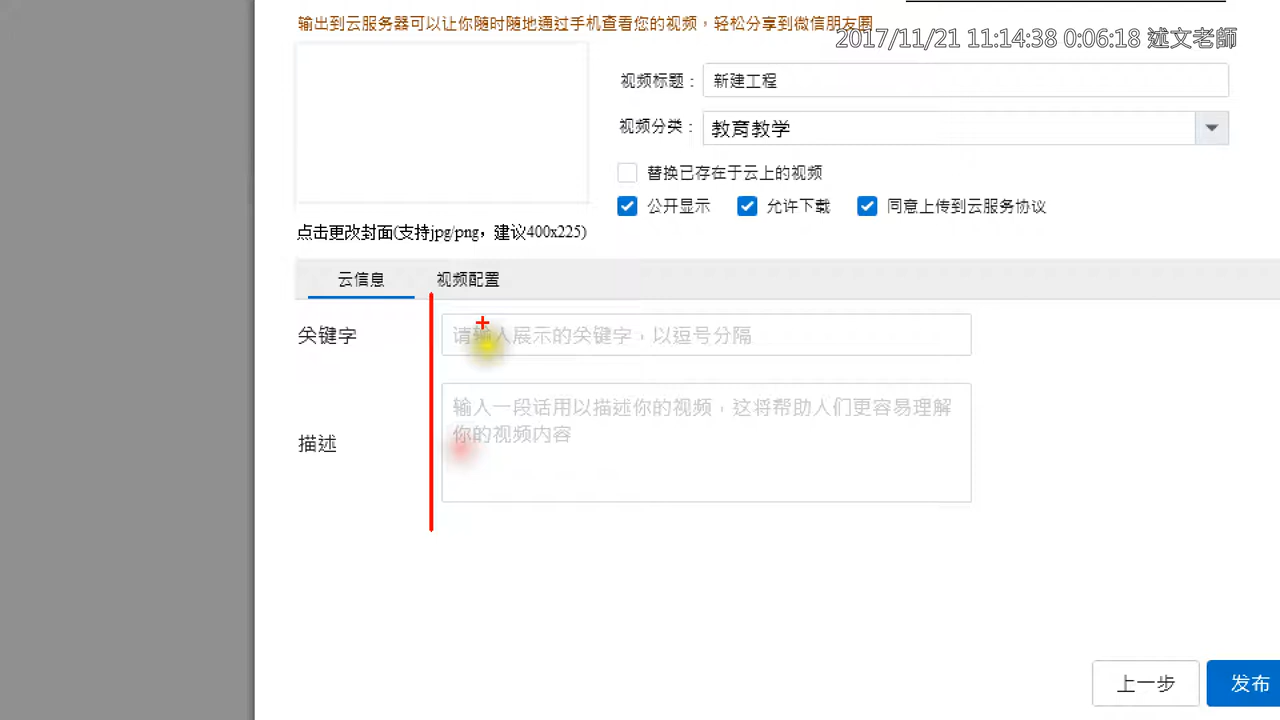 输出到云服务器可以让你随时随地通过手机查看您的视频，轻松分享到微信朋友圈
2017/11/21 11:14:38 0:06:18 述文老師
视频标题：
新建工程
视频分类：
教育教学
替换已存在于云上的视频
公开显示
允许下载
同意上传到云服务协议
点击更改封面(支持jpg/png，建议400x225)
云信息
视频配置
关键字
请输入展示的关键字，以逗号分隔
描述
输入一段话用以描述你的视频，这将帮助人们更容易理解
你的视频内容
上一步
发布